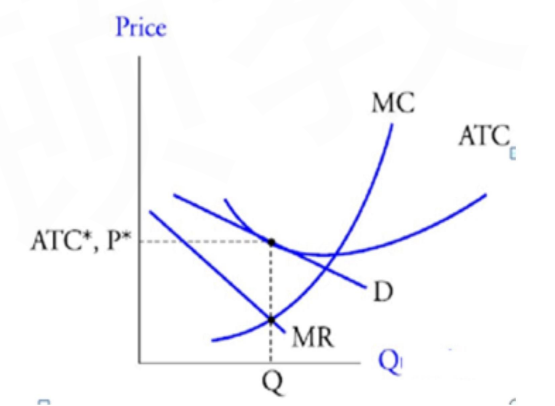 Price
MC
ATC
ATC*, P*
D
MR
Q
Q